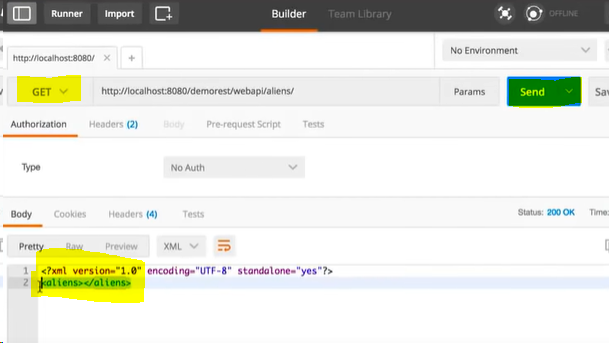 Runner Import Builder Team Library OFFLINE
http://localhost:8080/ No Environment
GET http://localhost:8080/demorest/webapi/aliens/ Params Send Sav
Authorization Headers (2) Body Pre-request Script Tests
Type No Auth
Body Cookies Headers (4) Tests Status: 200 OK Time:
Pretty Raw Preview XML
1 <?xml version="1.0" encoding="UTF-8" standalone="yes"?>
2 <aliens></aliens>